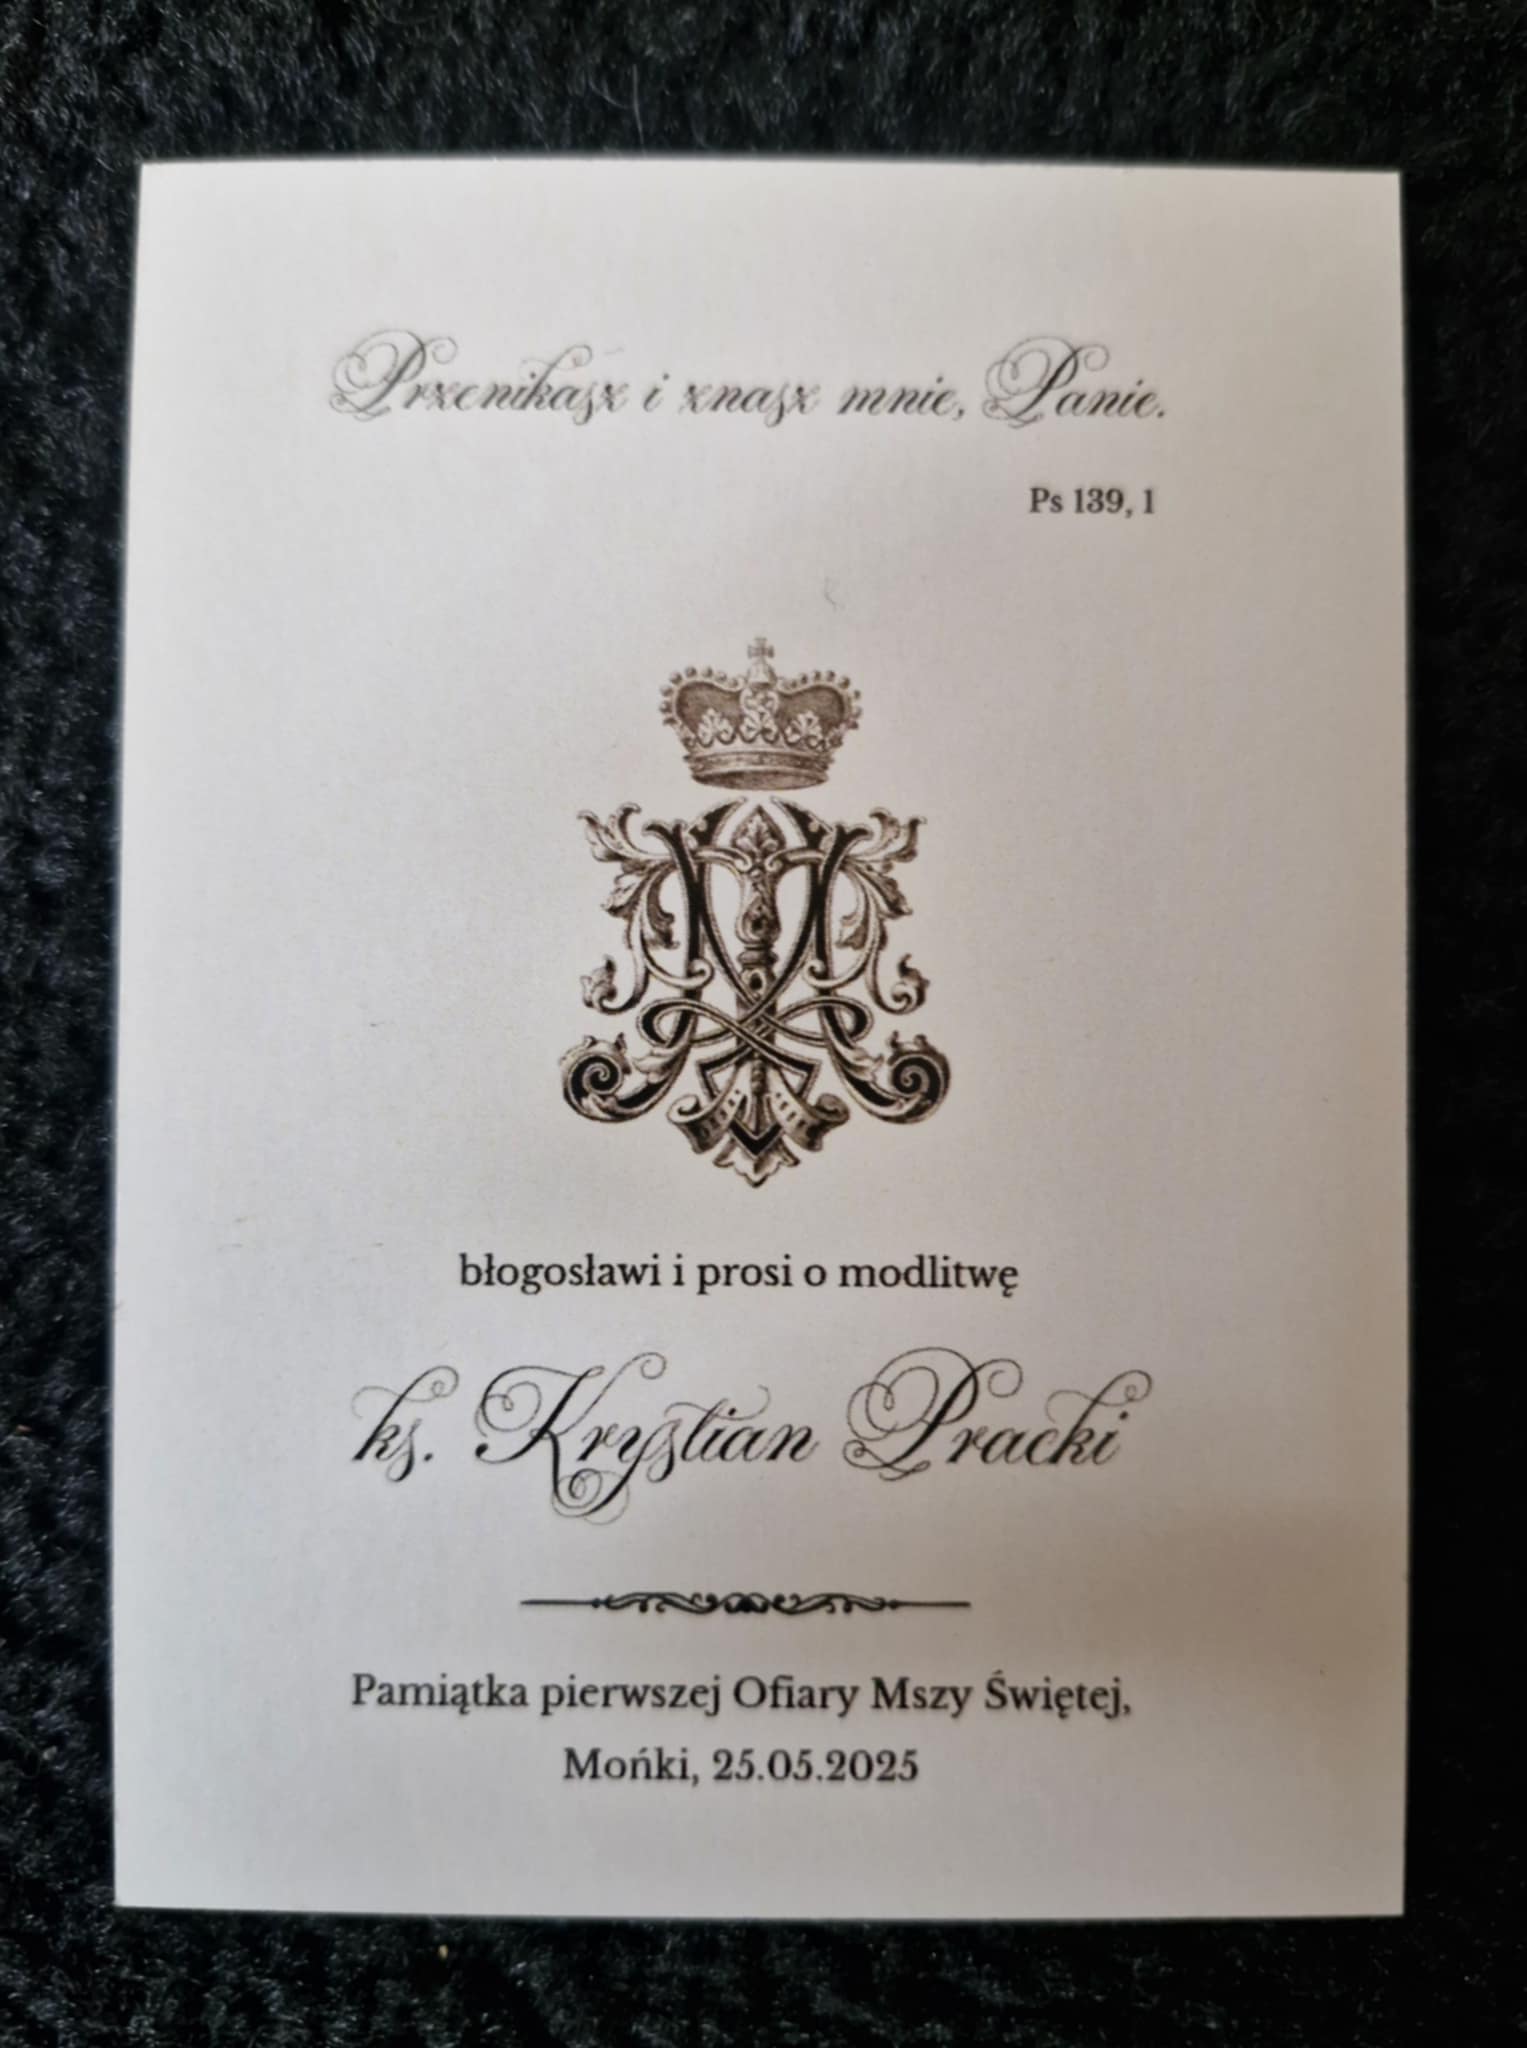 Przenikasz i znasz mnie, Panie.
Ps 139, 1
błogosławi i prosi o modlitwę
ks. Krystian Pracki
Pamiątka pierwszej Ofiary Mszy Świętej,
Mońki, 25.05.2025